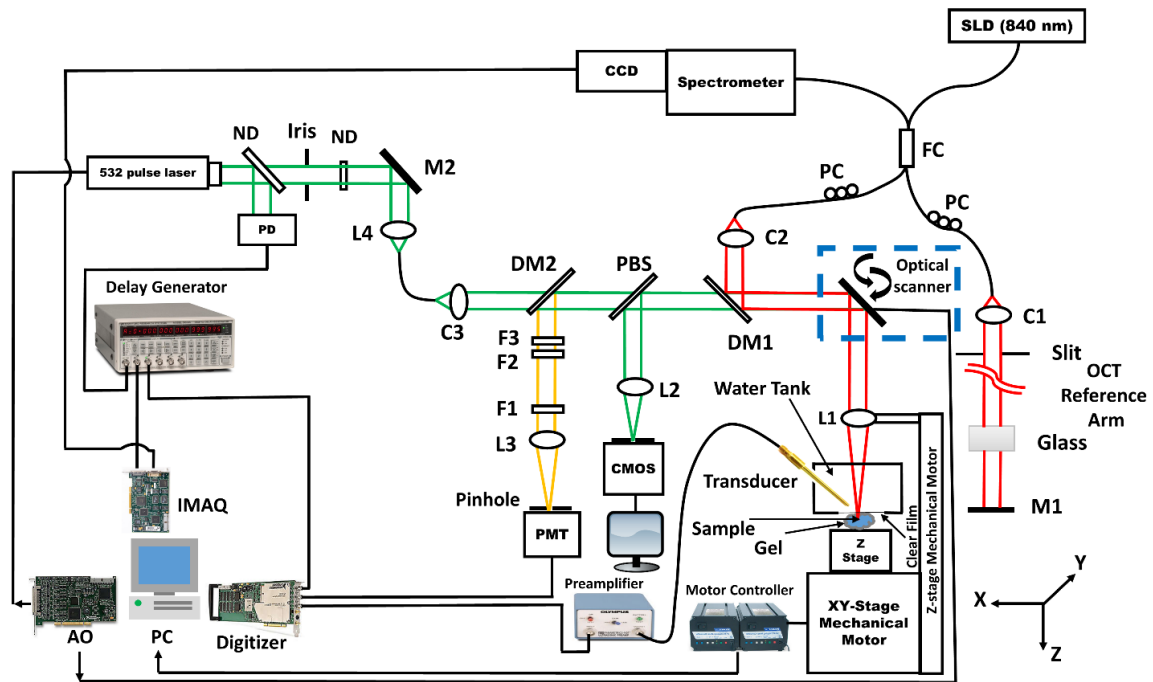 SLD (840 nm)
CCD
Spectrometer
ND
Iris
ND
M2
FC
532 pulse laser
PC
PC
PD
L4
C2
Optical
scanner
DM2
PBS
Delay Generator
C3
DM1
C1
F3
F2
Slit
OCT
Reference
Arm
L2
Water
Tank
F1
L1
L3
Glass
CMOS
Transducer
IMAQ
Pinhole
M1
Sample
Gel
Clear Film
Z-stage Mechanical Motor
PMT
Z
Stage
Preamplifier
Motor Controller
Y
X
XY-Stage
Mechanical
Motor
AO
PC
Digitizer
Z